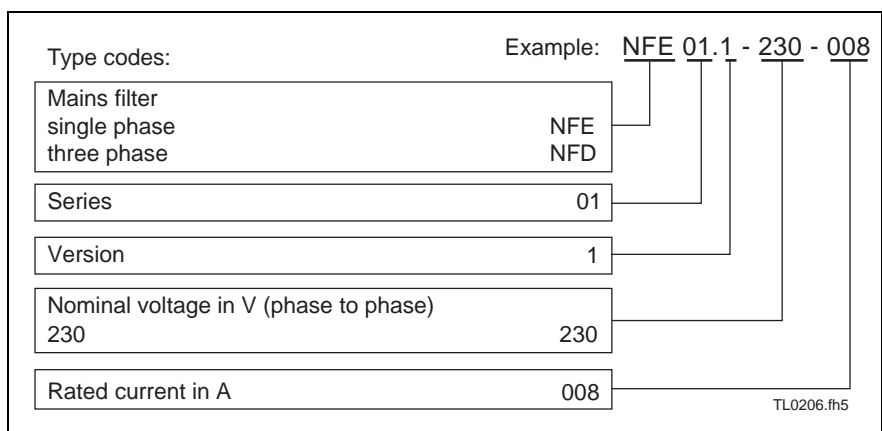 Type codes:
Example: NFE 01.1 - 230 - 008
Mains filter
single phase NFE
three phase NFD
Series 01
Version 1
Nominal voltage in V (phase to phase)
230 230
Rated current in A 008
TL0206.fh5